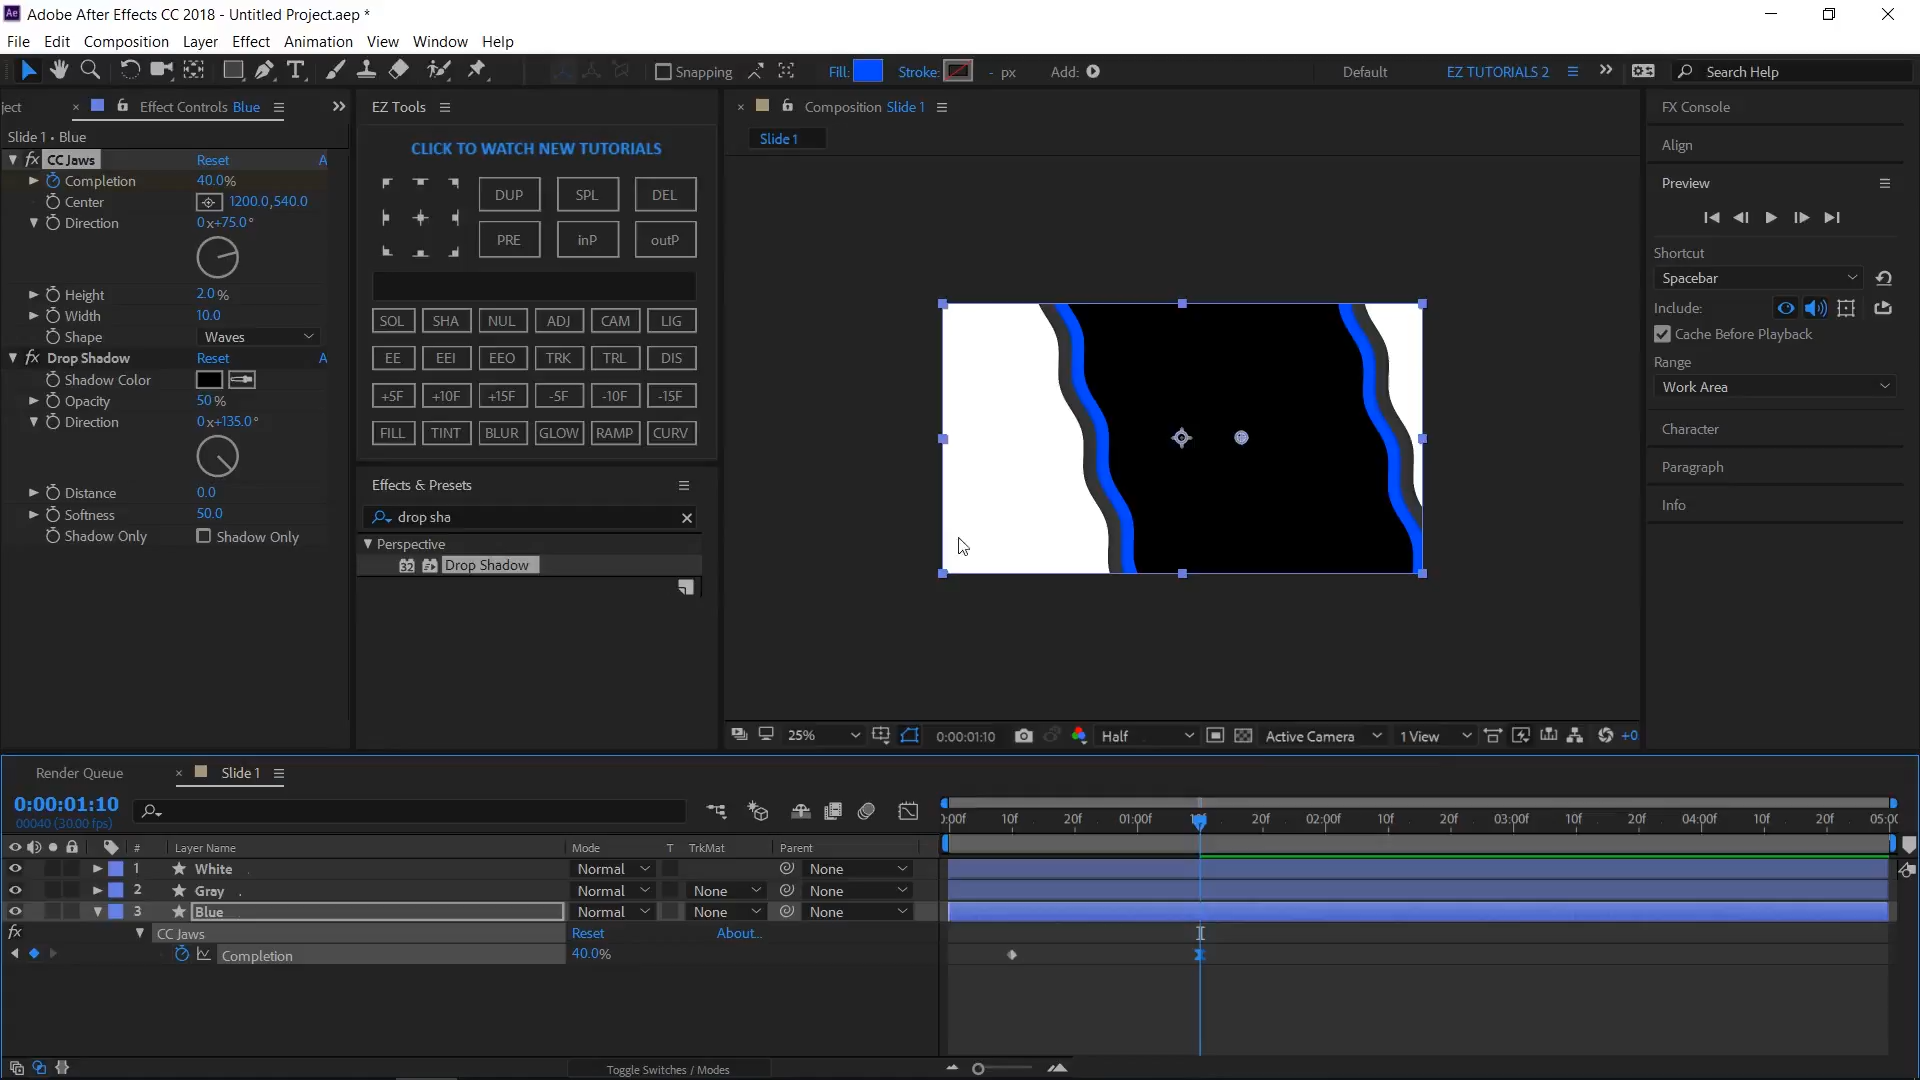 Ae Adobe After Effects CC 2018 - Untitled Project.aep *
File Edit Composition Layer Effect Animation View Window Help
Snapping Fill: Stroke: - px Add: Default EZ TUTORIALS 2 Search Help
ject Effect Controls Blue
Slide 1 • Blue
fx CC Jaws Reset A
Completion 40.0%
Center 1200.0,540.0
Direction 0x+75.0°
Height 2.0%
Width 10.0
Shape Waves
fx Drop Shadow Reset A
Shadow Color
Opacity 50%
Direction 0x+135.0°
Distance 0.0
Softness 50.0
Shadow Only Shadow Only
EZ Tools
CLICK TO WATCH NEW TUTORIALS
DUP SPL DEL
PRE inP outP
SOL SHA NUL ADJ CAM LIG
EE EEI EEO TRK TRL DIS
+5F +10F +15F -5F -10F -15F
FILL TINT BLUR GLOW RAMP CURV
Effects & Presets
drop sha
Perspective
32 Drop Shadow
Composition Slide 1
Slide 1
25% 0:00:01:10 Half Active Camera 1 View +0
FX Console
Align
Preview
Shortcut
Spacebar
Include:
Cache Before Playback
Range
Work Area
Character
Paragraph
Info
Render Queue Slide 1
0:00:01:10
00040 (30.00 fps)
# Layer Name Mode T TrkMat Parent
1 White Normal None
2 Gray Normal None None
3 Blue Normal None None
fx CC Jaws Reset About...
Completion 40.0%
):00f 10f 20f 01:00f 20f 02:00f 10f 20f 03:00f 10f 20f 04:00f 10f 20f 05:00
Toggle Switches / Modes